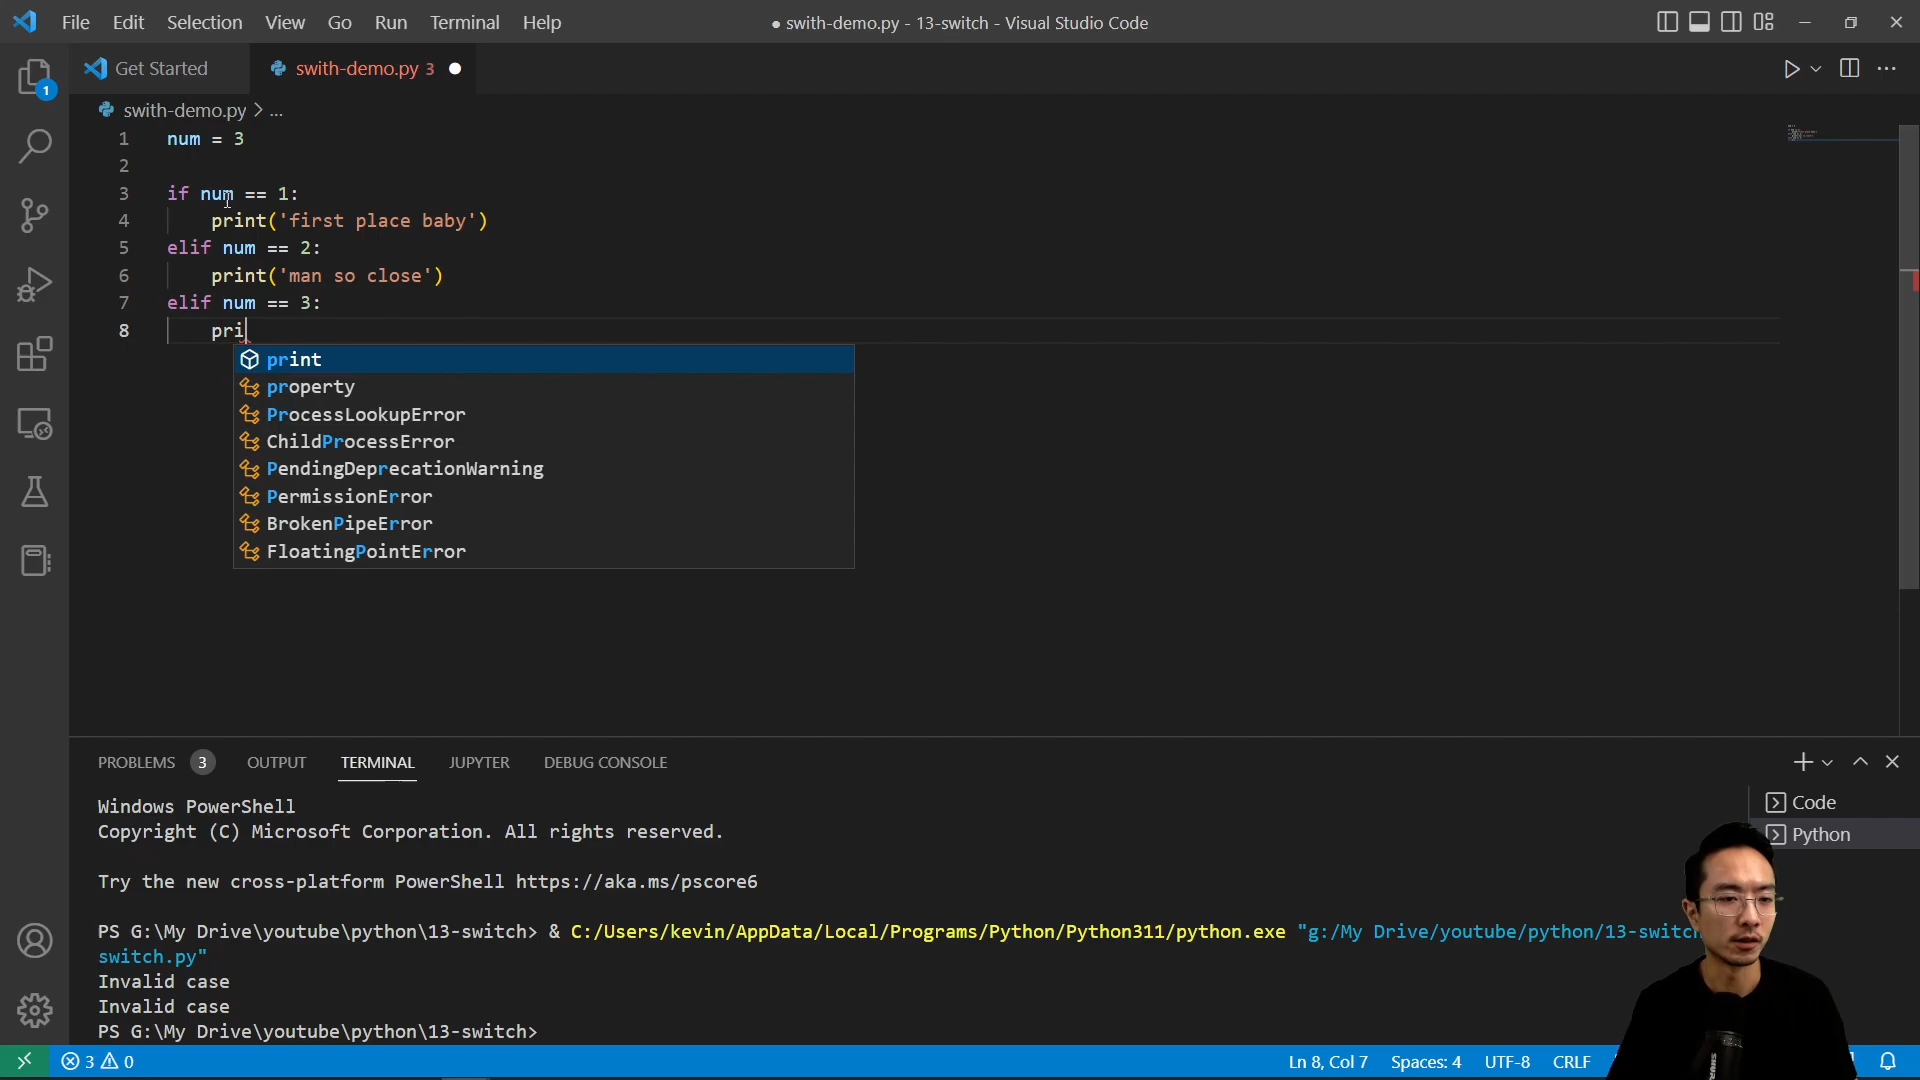 File Edit Selection View Go Run Terminal Help
● swith-demo.py - 13-switch - Visual Studio Code
1
Get Started
swith-demo.py 3
swith-demo.py > ...
1 num = 3
2
3 if num == 1:
4 print('first place baby')
5 elif num == 2:
6 print('man so close')
7 elif num == 3:
8 pri
print
property
ProcessLookupError
ChildProcessError
PendingDeprecationWarning
PermissionError
BrokenPipeError
FloatingPointError
PROBLEMS 3 OUTPUT TERMINAL JUPYTER DEBUG CONSOLE
Windows PowerShell
Copyright (C) Microsoft Corporation. All rights reserved.
Try the new cross-platform PowerShell https://aka.ms/pscore6
PS G:\My Drive\youtube\python\13-switch> & C:/Users/kevin/AppData/Local/Programs/Python/Python311/python.exe "g:/My Drive/youtube/python/13-switch
switch.py"
Invalid case
Invalid case
PS G:\My Drive\youtube\python\13-switch>
Code
Python
3 0
Ln 8, Col 7 Spaces: 4 UTF-8 CRLF